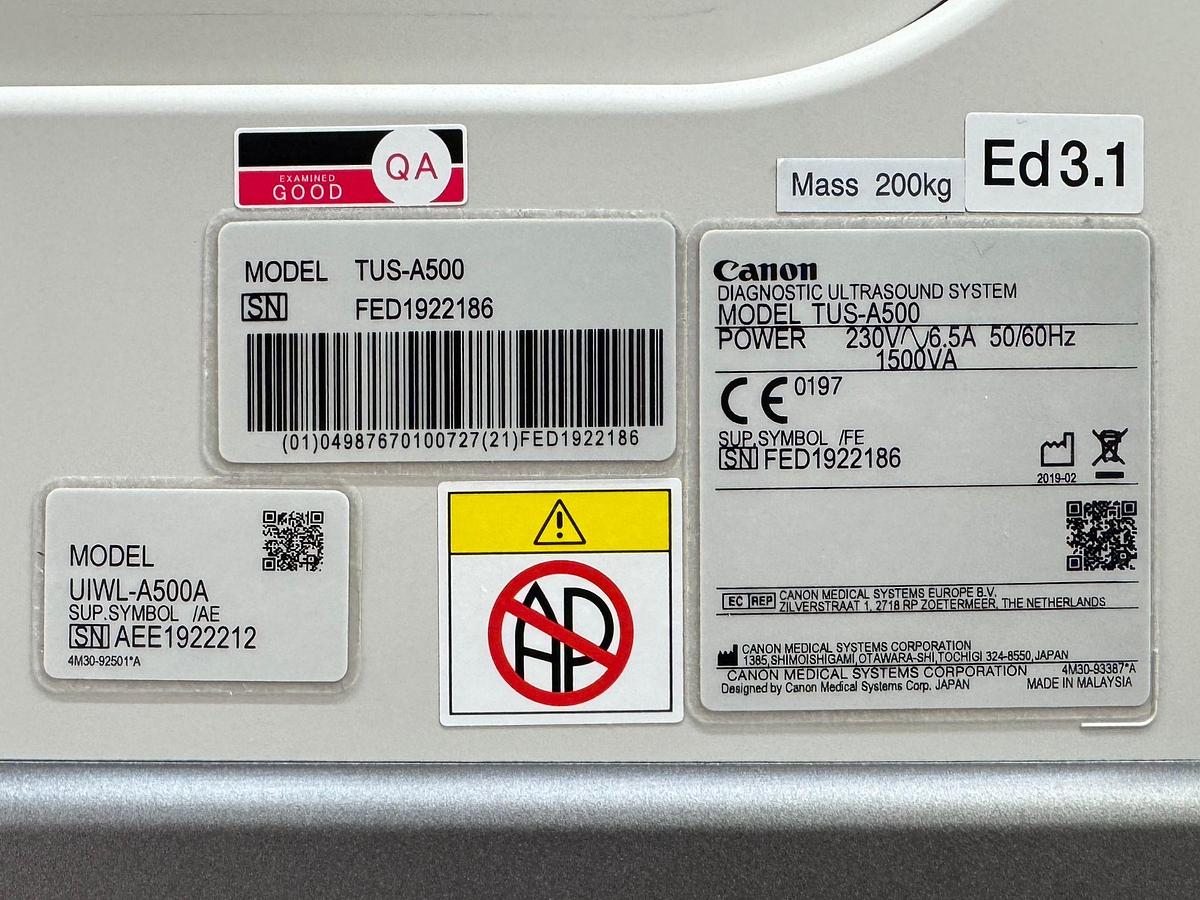 EXAMINED
GOOD
QA
Mass 200kg
Ed 3.1
MODEL TUS-A500
SN FED1922186
(01)04987670100727(21)FED1922186
MODEL
UIWL-A500A
SUP.SYMBOL /AE
SN AEE1922212
4M30-92501*A
AP
Canon
DIAGNOSTIC ULTRASOUND SYSTEM
MODEL TUS-A500
POWER 230V~6.5A 50/60Hz
1500VA
CE 0197
SUP.SYMBOL /FE
SN FED1922186
2019-02
EC REP CANON MEDICAL SYSTEMS EUROPE B.V.
ZILVERSTRAAT 1, 2718 RP ZOETERMEER, THE NETHERLANDS
CANON MEDICAL SYSTEMS CORPORATION
1385,SHIMOISHIGAMI,OTAWARA-SHI,TOCHIGI 324-8550,JAPAN
CANON MEDICAL SYSTEMS CORPORATION 4M30-93387*A
Designed by Canon Medical Systems Corp. JAPAN MADE IN MALAYSIA